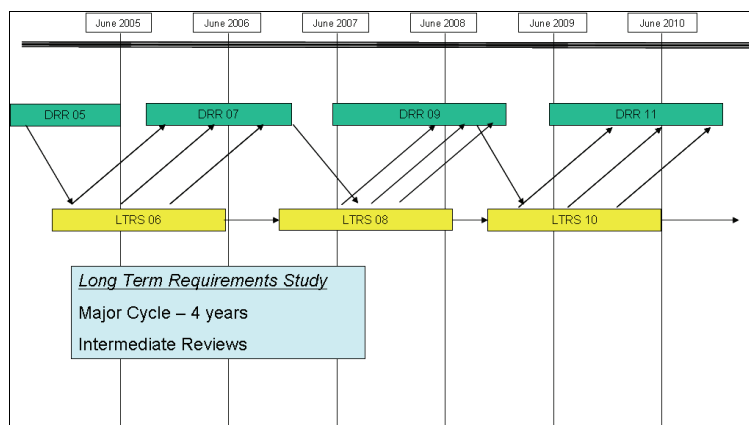 June 2005
June 2006
June 2007
June 2008
June 2009
June 2010
DRR 05
DRR 07
DRR 09
DRR 11
LTRS 06
LTRS 08
LTRS 10
Long Term Requirements Study
Major Cycle – 4 years
Intermediate Reviews